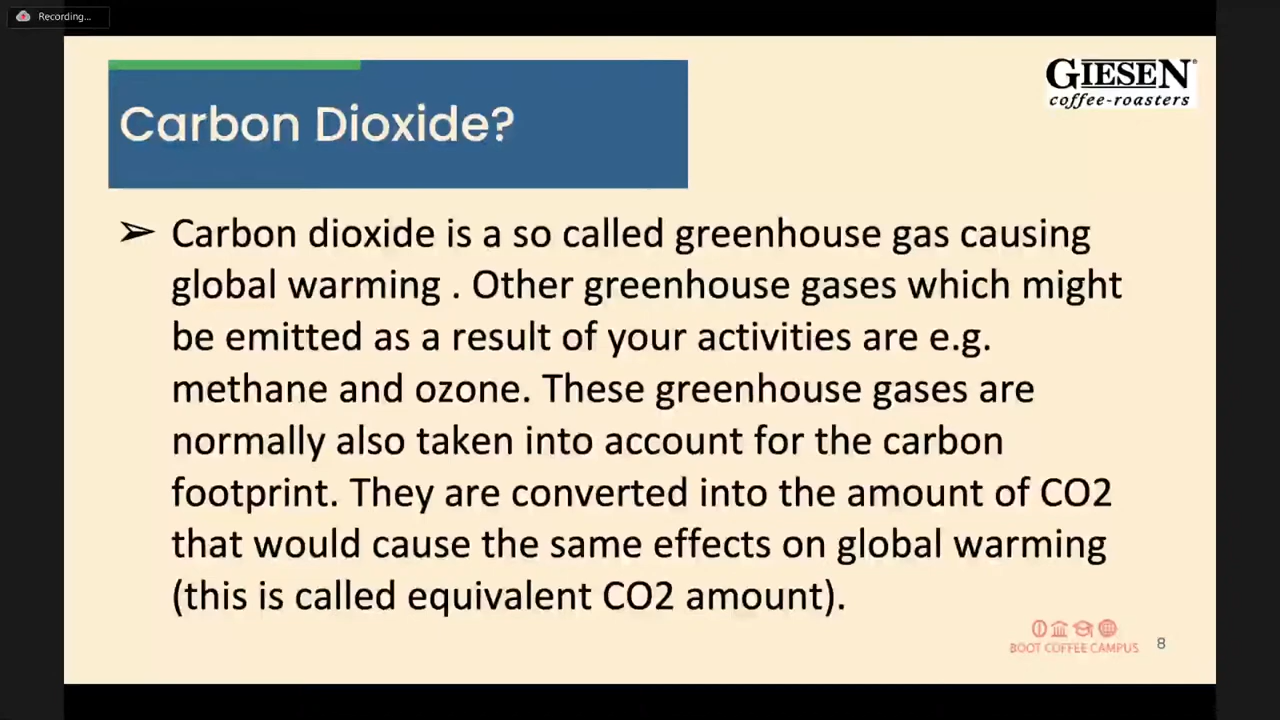 Recording...
GIESEN
coffee-roasters
Carbon Dioxide?
➢ Carbon dioxide is a so called greenhouse gas causing
global warming . Other greenhouse gases which might
be emitted as a result of your activities are e.g.
methane and ozone. These greenhouse gases are
normally also taken into account for the carbon
footprint. They are converted into the amount of CO2
that would cause the same effects on global warming
(this is called equivalent CO2 amount).
BOOT COFFEE CAMPUS
8